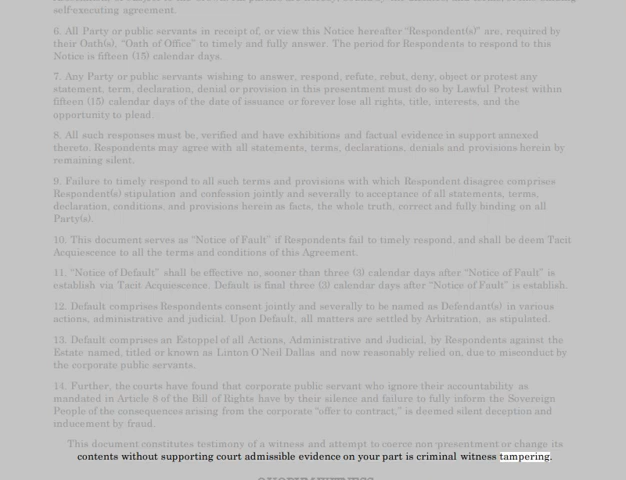 self-executing agreement.
6. All Party or public servants in receipt of, or view this Notice hereafter "Respondent(s)" are, required by
their Oath(s), "Oath of Office" to timely and fully answer. The period for Respondents to respond to this
Notice is fifteen (15) calendar days.
7. Any Party or public servants wishing to answer, respond, refute, rebut, deny, object or protest any
statement, term, declaration, denial or provision in this presentment must do so by Lawful Protest within
fifteen (15) calendar days of the date of issuance or forever lose all rights, title, interests, and the
opportunity to plead.
8. All such responses must be, verified and have exhibitions and factual evidence in support annexed
thereto. Respondents may agree with all statements, terms, declarations, denials and provisions herein by
remaining silent.
9. Failure to timely respond to all such terms and provisions with which Respondent disagree comprises
Respondent(s) stipulation and confession jointly and severally to acceptance of all statements, terms,
declaration, conditions, and provisions herein as facts, the whole truth, correct and fully binding on all
Party(s).
10. This document serves as "Notice of Fault" if Respondents fail to timely respond, and shall be deem Tacit
Acquiescence to all the terms and conditions of this Agreement.
11. "Notice of Default" shall be effective no, sooner than three (3) calendar days after "Notice of Fault" is
establish via Tacit Acquiescence. Default is final three (3) calendar days after "Notice of Fault" is establish.
12. Default comprises Respondents consent jointly and severally to be named as Defendant(s) in various
actions, administrative and judicial. Upon Default, all matters are settled by Arbitration, as stipulated.
13. Default comprises an Estoppel of all Actions, Administrative and Judicial, by Respondents against the
Estate named, titled or known as Linton O'Neil Dallas and now reasonably relied on, due to misconduct by
the corporate public servants.
14. Further, the courts have found that corporate public servant who ignore their accountability as
mandated in Article 8 of the Bill of Rights have by their silence and failure to fully inform the Sovereign
People of the consequences arising from the corporate "offer to contract," is deemed silent deception and
inducement by fraud.
This document constitutes testimony of a witness and attempt to coerce non-presentment or change its
contents without supporting court admissible evidence on your part is criminal witness tampering.